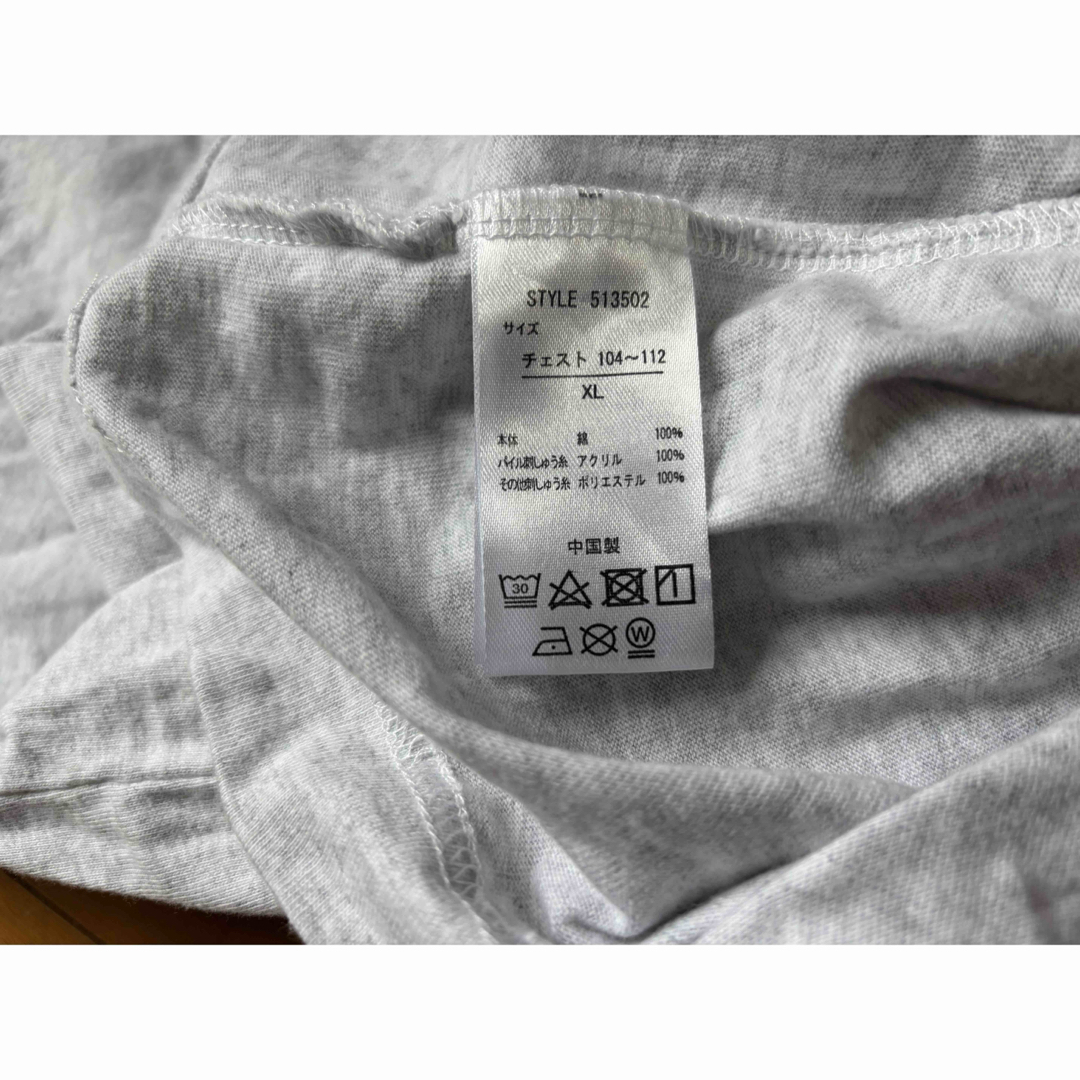 STYLE 513502
サイズ
チェスト 104～112
XL
本体 綿 100%
パイル刺しゅう糸 アクリル 100%
その他刺しゅう糸 ポリエステル 100%
中国製
30
W